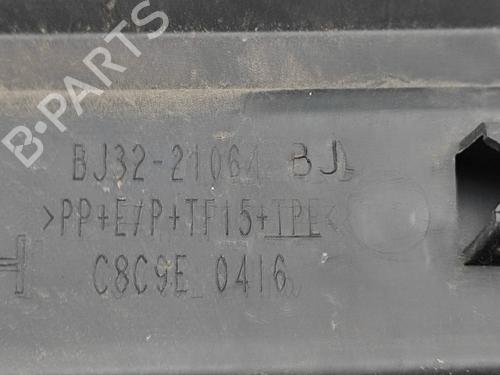 B-PARTS
BJ32-21064 BJ
>PP+E/P+TF15+TPE<
C8C9E 0416